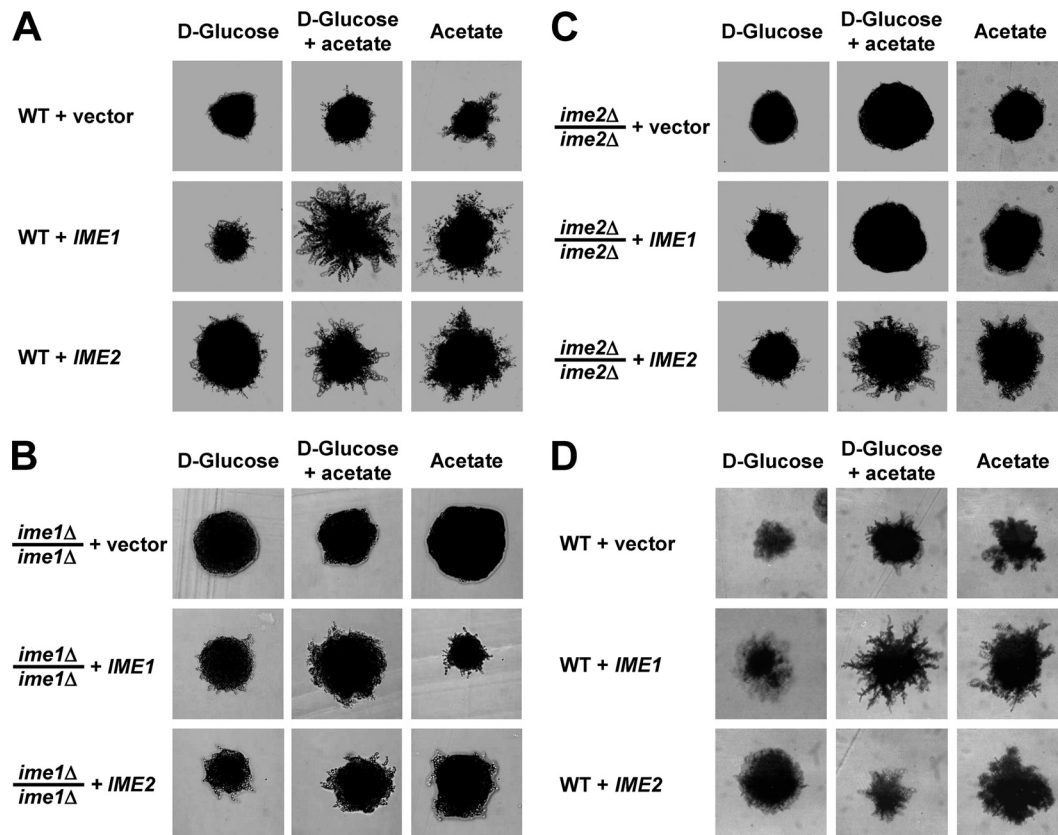 A
D-Glucose
D-Glucose
+ acetate
Acetate
WT + vector
WT + IME1
WT + IME2
B
D-Glucose
D-Glucose
+ acetate
Acetate
ime1Δ
ime1Δ
+ vector
ime1Δ
ime1Δ
+ IME1
ime1Δ
ime1Δ
+ IME2
C
D-Glucose
D-Glucose
+ acetate
Acetate
ime2Δ
ime2Δ
+ vector
ime2Δ
ime2Δ
+ IME1
ime2Δ
ime2Δ
+ IME2
D
D-Glucose
D-Glucose
+ acetate
Acetate
WT + vector
WT + IME1
WT + IME2